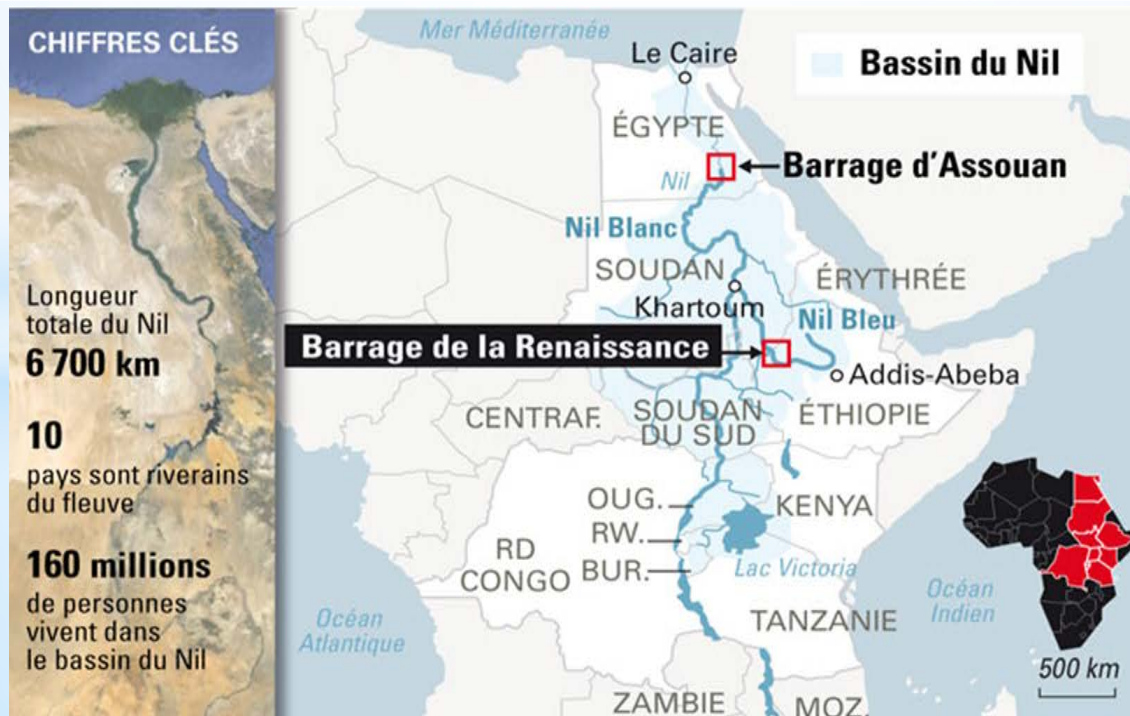 CHIFFRES CLÉS
Longueur
totale du Nil
6 700 km
10
pays sont riverains
du fleuve
160 millions
de personnes
vivent dans
le bassin du Nil
Mer Méditerranée
Le Caire
Bassin du Nil
ÉGYPTE
Barrage d'Assouan
Nil
Nil Blanc
SOUDAN
ÉRYTHRÉE
Khartoum
Nil Bleu
Barrage de la Renaissance
Addis-Abeba
CENTRAF.
SOUDAN
DU SUD
ÉTHIOPIE
OUG.
KENYA
RW.
RD
CONGO
BUR.
Lac Victoria
Océan
Indien
Océan
Atlantique
TANZANIE
500 km
ZAMBIE
MOZ.